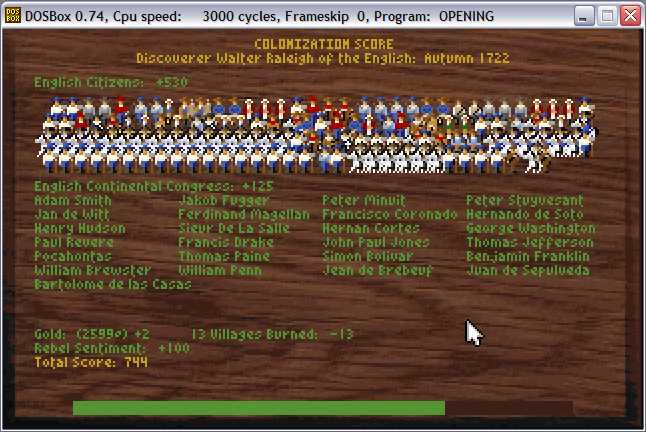 DOSBox 0.74, Cpu speed: 3000 cycles, Frameskip 0, Program: OPENING
COLONIZATION SCORE
Discoverer Walter Raleigh of the English: Autumn 1722
English Citizens: +530
English Continental Congress: +125
Adam Smith Jakob Fugger Peter Minuit Peter Stuyvesant
Jan de Witt Ferdinand Magellan Francisco Coronado Hernando de Soto
Henry Hudson Sieur De La Salle Hernan Cortes George Washington
Paul Revere Francis Drake John Paul Jones Thomas Jefferson
Pocahontas Thomas Paine Simon Bolivar Benjamin Franklin
William Brewster William Penn Jean de Brebeuf Juan de Sepulveda
Bartolome de las Casas
Gold: (2599⌀) +2 13 Villages Burned: -13
Rebel Sentiment: +100
Total Score: 744